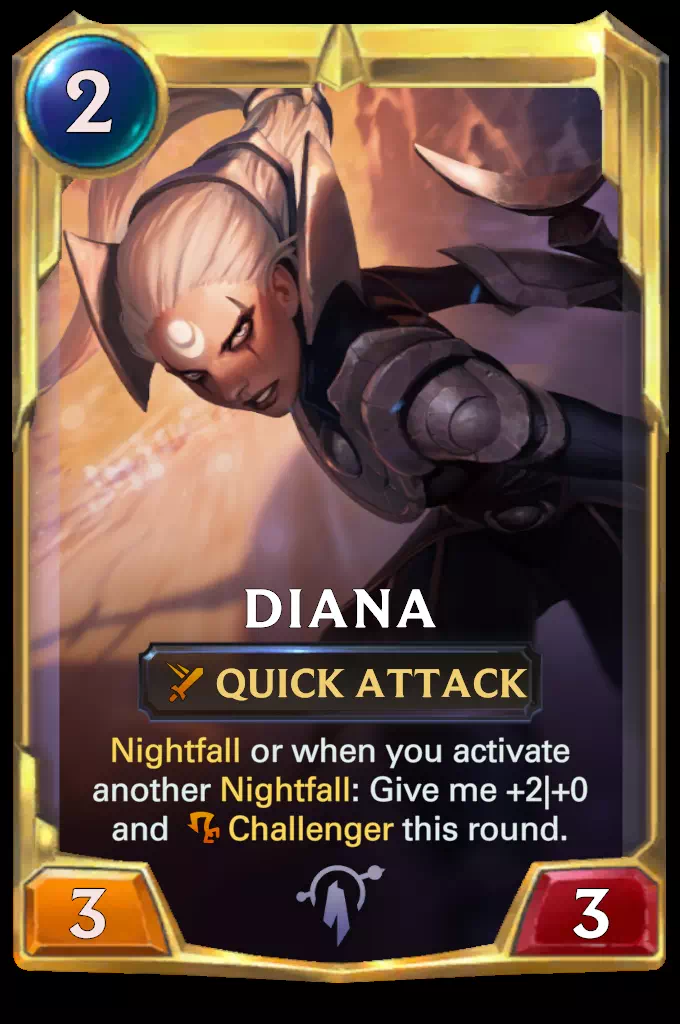 2
DIANA
QUICK ATTACK
Nightfall or when you activate
another Nightfall: Give me +2|+0
and Challenger this round.
3 3